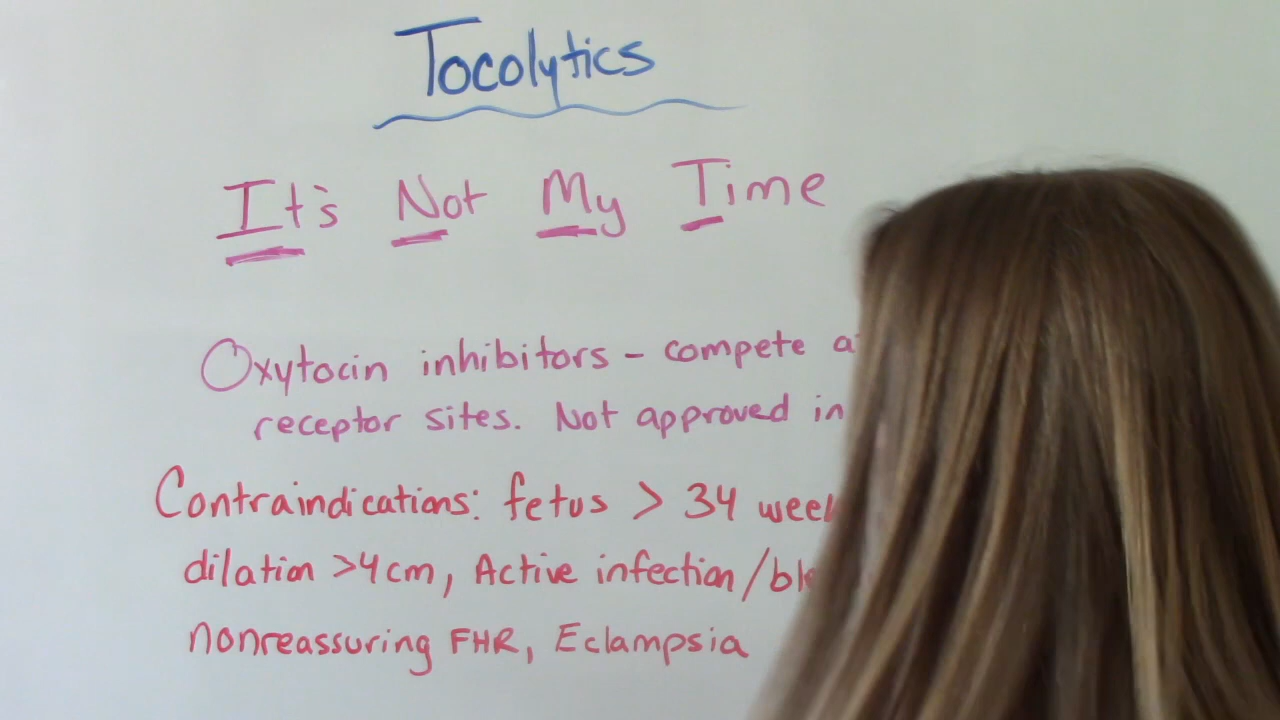 Tocolytics
It's Not My Time
Oxytocin inhibitors - compete
receptor sites. Not approved in
Contraindications: fetus > 34
dilation >4cm, Active infection/
nonreassuring FHR, Eclampsia